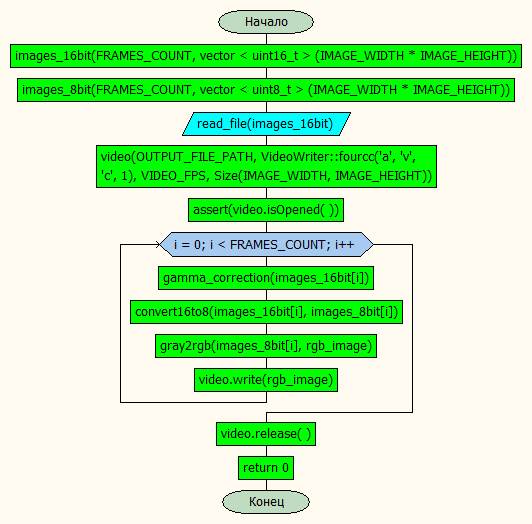 Начало
images_16bit(FRAMES_COUNT, vector < uint16_t > (IMAGE_WIDTH * IMAGE_HEIGHT))
images_8bit(FRAMES_COUNT, vector < uint8_t > (IMAGE_WIDTH * IMAGE_HEIGHT))
read_file(images_16bit)
video(OUTPUT_FILE_PATH, VideoWriter::fourcc('a', 'v',
'c', 1), VIDEO_FPS, Size(IMAGE_WIDTH, IMAGE_HEIGHT))
assert(video.isOpened( ))
i = 0; i < FRAMES_COUNT; i++
gamma_correction(images_16bit[i])
convert16to8(images_16bit[i], images_8bit[i])
gray2rgb(images_8bit[i], rgb_image)
video.write(rgb_image)
video.release( )
return 0
Конец